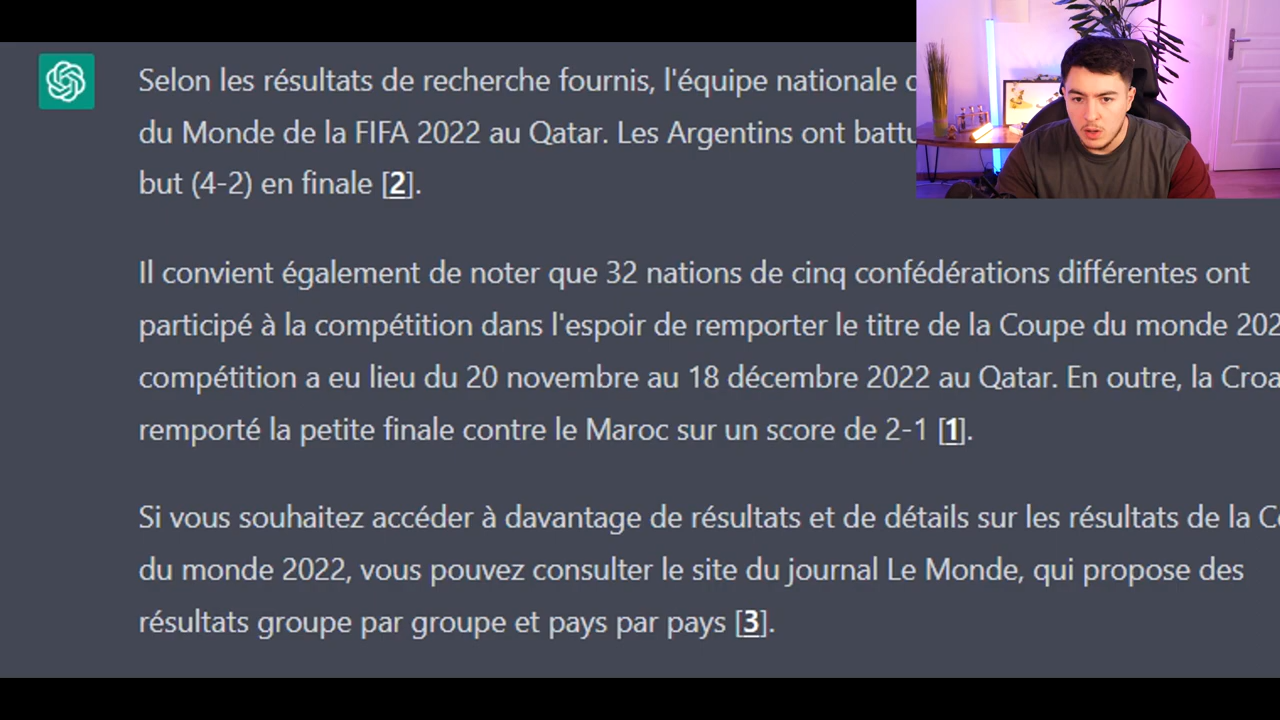 Selon les résultats de recherche fournis, l'équipe nationale
du Monde de la FIFA 2022 au Qatar. Les Argentins ont battu
but (4-2) en finale [2].
Il convient également de noter que 32 nations de cinq confédérations différentes ont
participé à la compétition dans l'espoir de remporter le titre de la Coupe du monde 202
compétition a eu lieu du 20 novembre au 18 décembre 2022 au Qatar. En outre, la Croa
remporté la petite finale contre le Maroc sur un score de 2-1 [1].
Si vous souhaitez accéder à davantage de résultats et de détails sur les résultats de la
du monde 2022, vous pouvez consulter le site du journal Le Monde, qui propose des
résultats groupe par groupe et pays par pays [3].